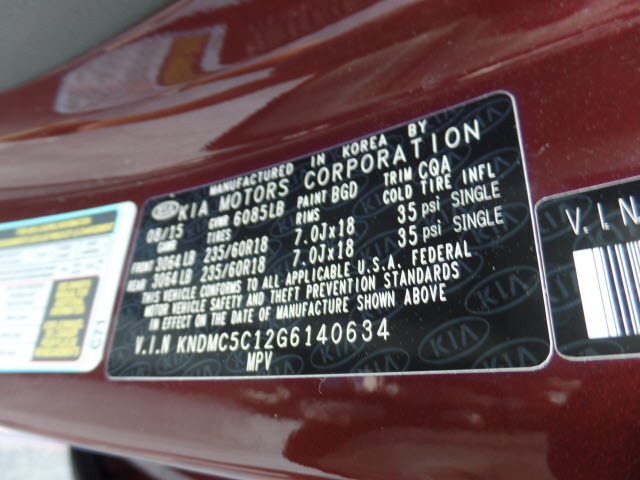 MANUFACTURED IN KOREA BY
KIA KIA MOTORS CORPORATION
08/15 GVWR 6085LB PAINT BGD TRIM CQA
GAWR TIRES RIMS COLD TIRE INFL
FRONT 3064LB 235/60R18 7.0Jx18 35 psi SINGLE
REAR 3064LB 235/60R18 7.0Jx18 35 psi SINGLE
THIS VEHICLE CONFORMS TO ALL APPLICABLE U.S.A. FEDERAL
MOTOR VEHICLE SAFETY AND THEFT PREVENTION STANDARDS
IN EFFECT ON THE DATE OF MANUFACTURE SHOWN ABOVE
V.I.N KNDMC5C12G6140634
MPV
C71
V.I.N